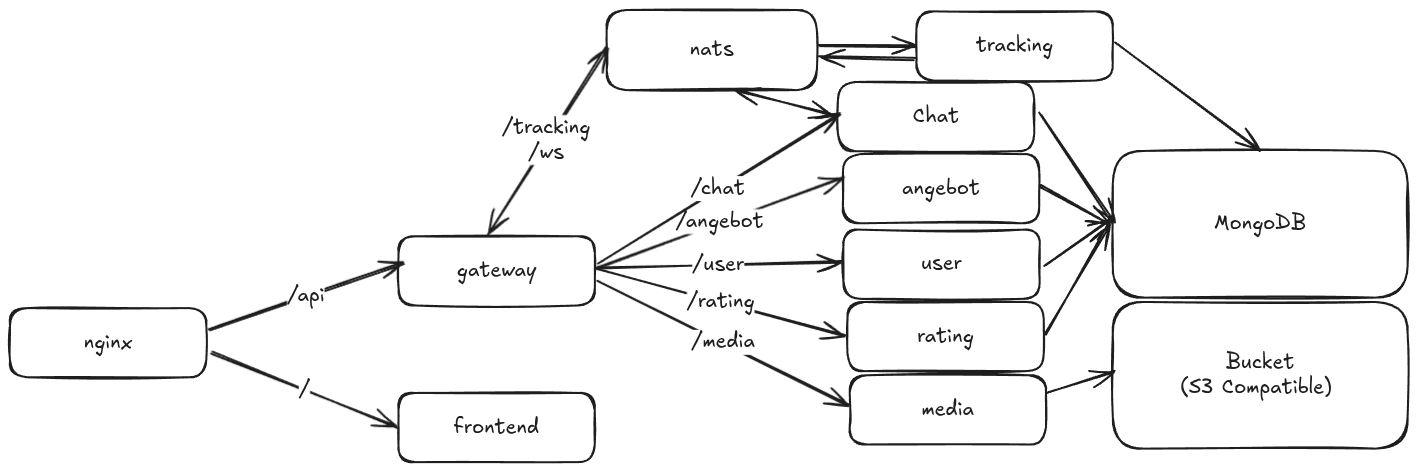 nats
tracking
/tracking
/ws
Chat
/chat
angebot
/angebot
MongoDB
gateway
/user
user
/api
/rating
rating
nginx
/media
media
Bucket
(S3 Compatible)
/
frontend